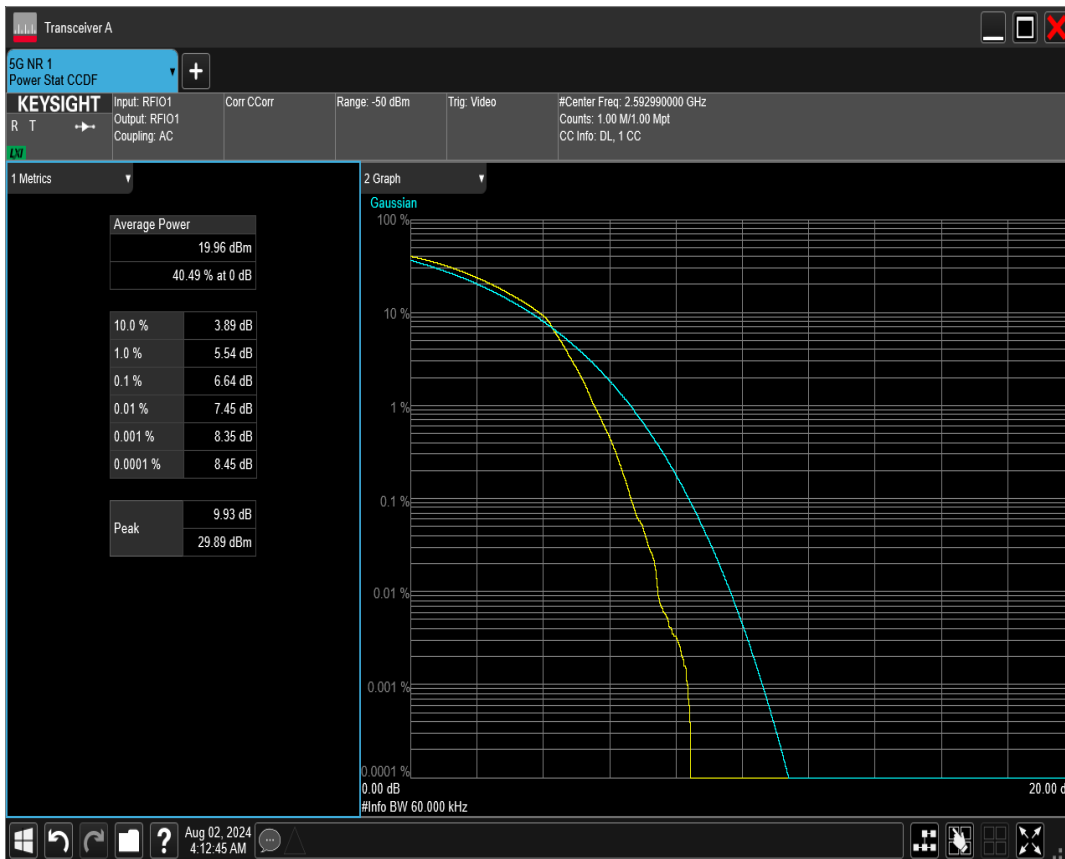 Transceiver A
5G NR 1
Power Stat CCDF
KEYSIGHT
R T
LXI
Input: RFIO1
Output: RFIO1
Coupling: AC
Corr CCorr
Range: -50 dBm
Trig: Video
#Center Freq: 2.592990000 GHz
Counts: 1.00 M/1.00 Mpt
CC Info: DL, 1 CC
1 Metrics
Average Power
19.96 dBm
40.49 % at 0 dB
10.0 % 3.89 dB
1.0 % 5.54 dB
0.1 % 6.64 dB
0.01 % 7.45 dB
0.001 % 8.35 dB
0.0001 % 8.45 dB
Peak
9.93 dB
29.89 dBm
2 Graph
Gaussian
100 %
10 %
1 %
0.1 %
0.01 %
0.001 %
0.0001 %
0.00 dB
20.00 d
#Info BW 60.000 kHz
?
Aug 02, 2024
4:12:45 AM